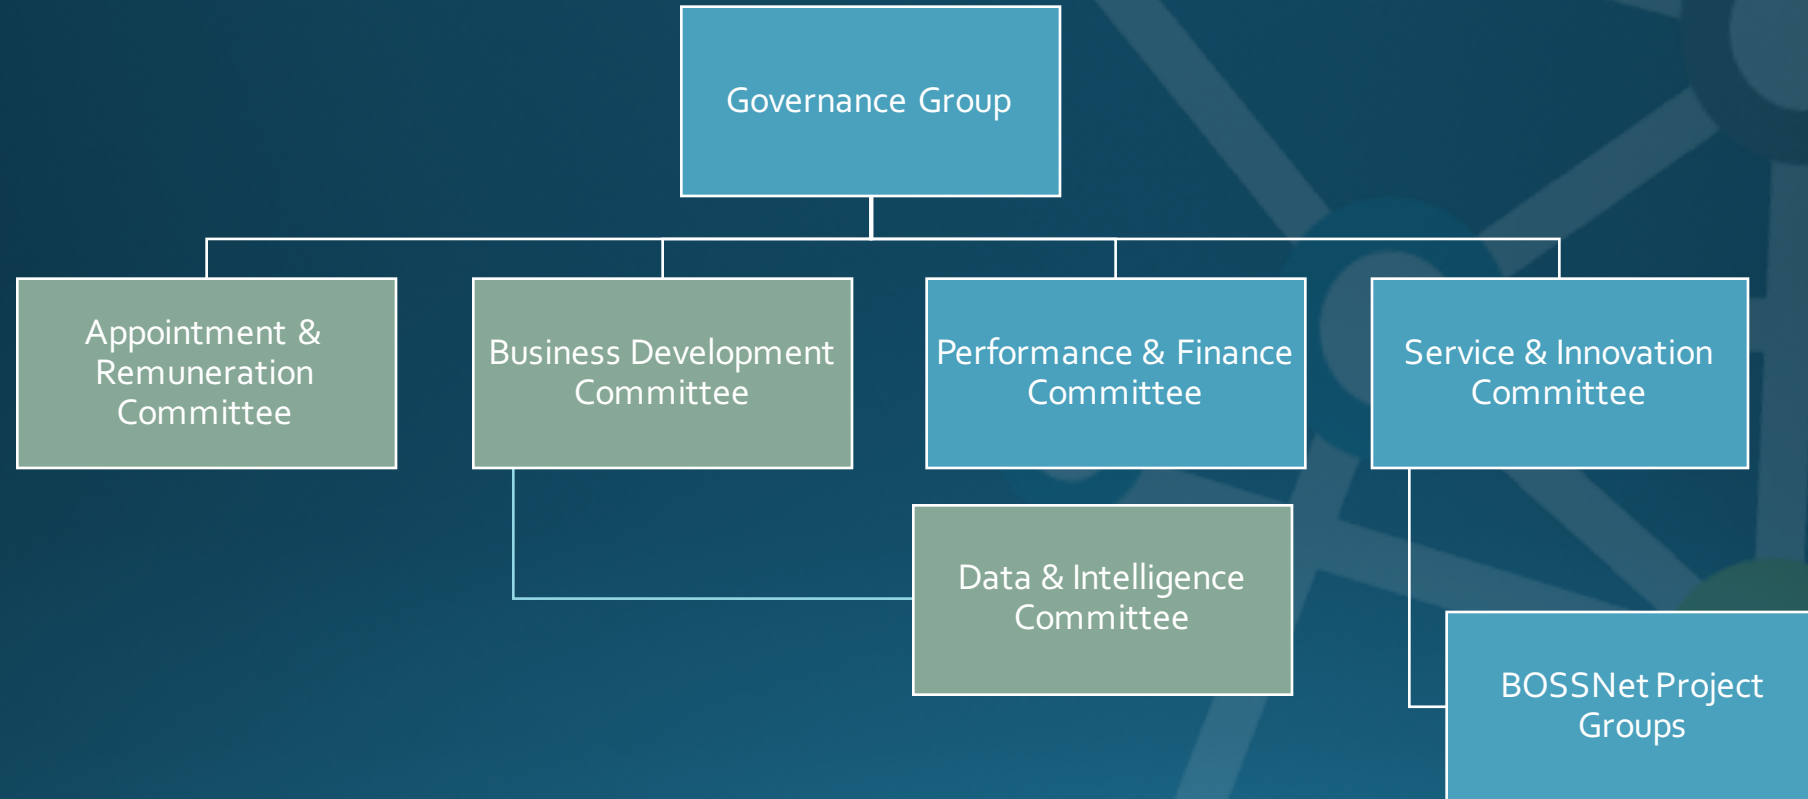 Governance Group
Appointment &
Remuneration
Committee
Business Development
Committee
Performance & Finance
Committee
Service & Innovation
Committee
Data & Intelligence
Committee
BOSSNet Project
Groups